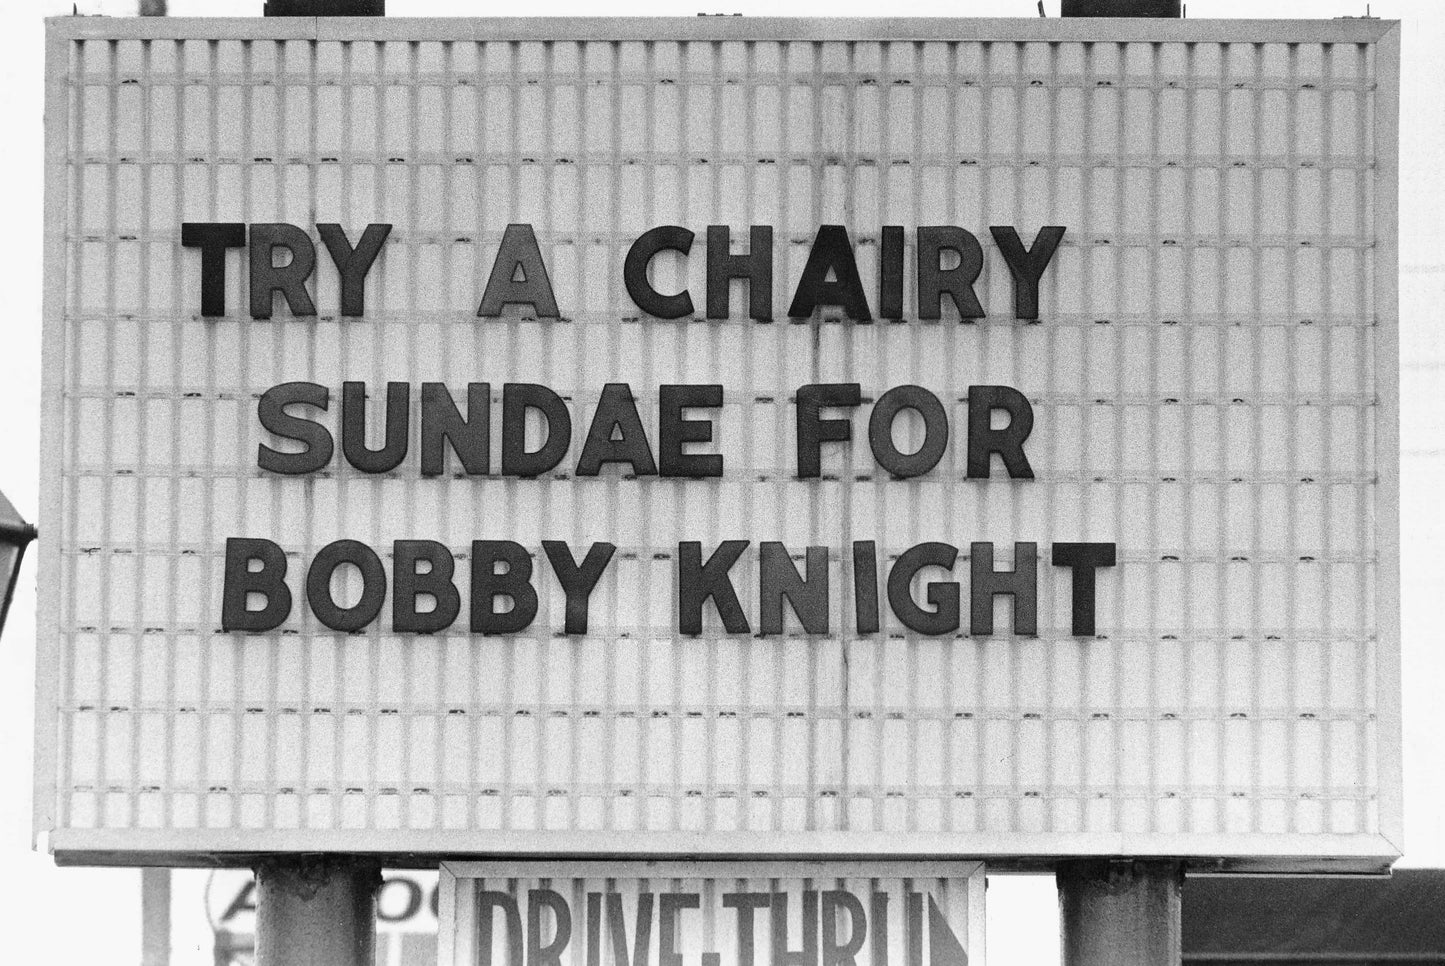 TRY A CHAIRY
SUNDAE FOR
BOBBY KNIGHT
DRIVE-THRU